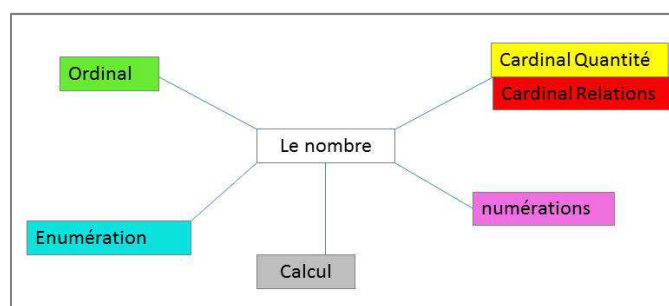 Ordinal
Cardinal Quantité
Cardinal Relations
Le nombre
Enumération
numérations
Calcul